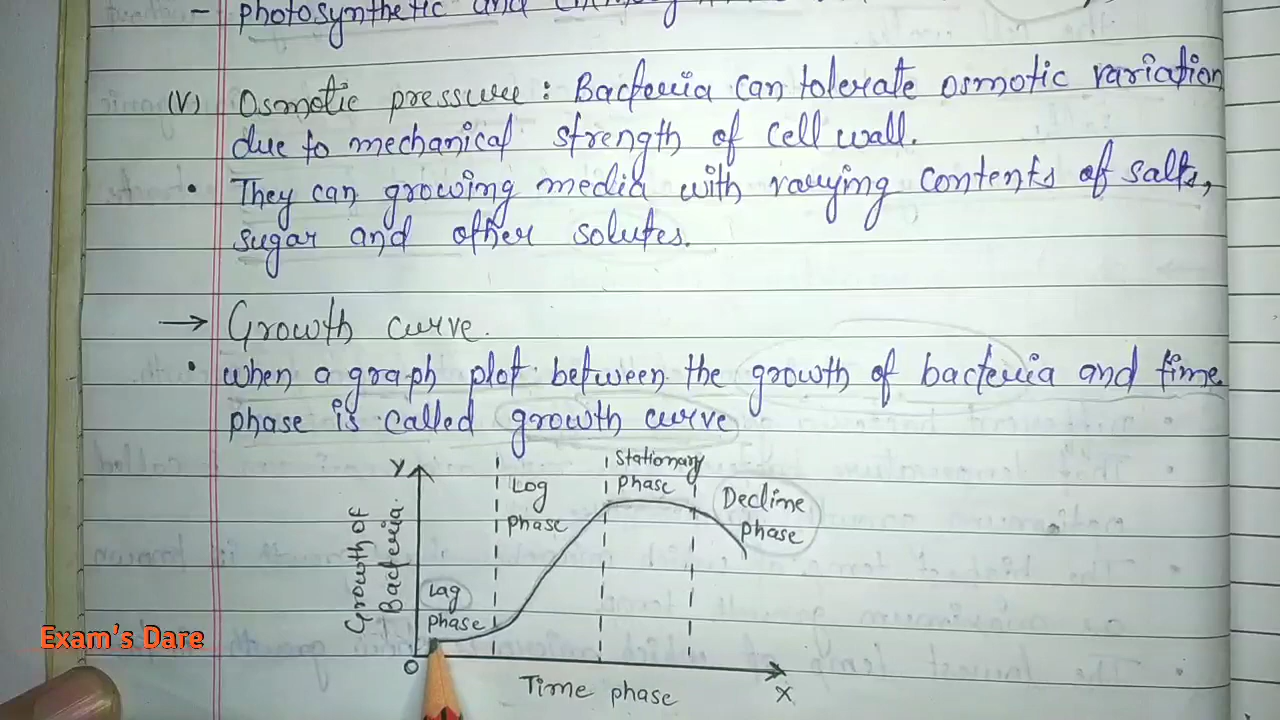 - Photosynthetic and
(V) Osmotic pressure : Bacteria can tolerate osmotic variation
due to mechanical strength of cell wall.
• They can growing media with varying contents of salts,
sugar and other solutes.
→ Growth curve.
• when a graph plot between the growth of bacteria and time
phase is called growth curve
Y
Growth of
Bacteria.
Lag
phase
Log
phase
Stationary
phase
Decline
phase
O
Time phase
X
Exam's Dare